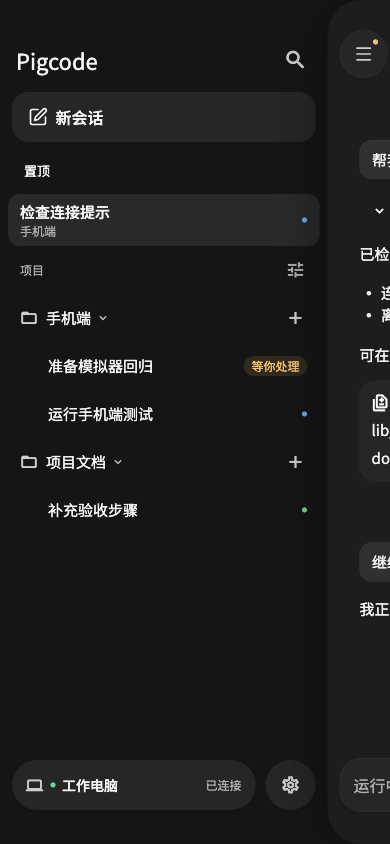 Pigcode
新会话
置顶
检查连接提示
手机端
项目
手机端
准备模拟器回归
等你处理
运行手机端测试
项目文档
补充验收步骤
工作电脑
已连接
已检
可在
lib
do
继
我正
运行